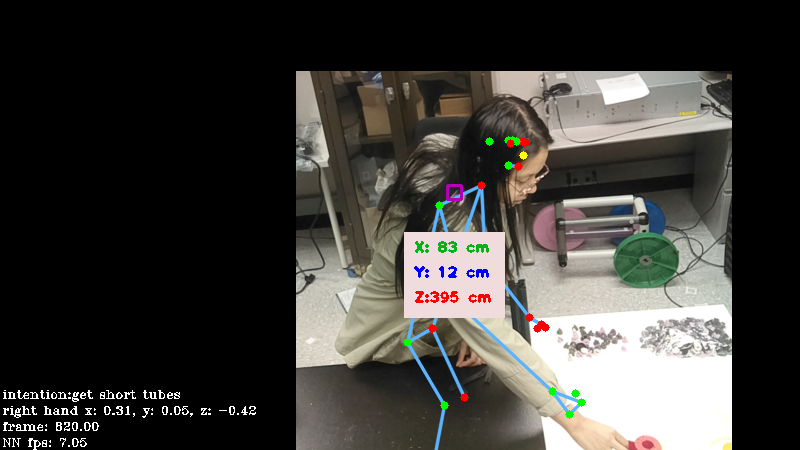 X: 83 cm
Y: 12 cm
Z:395 cm
intention:get short tubes
right hand x: 0.31, y: 0.05, z: -0.42
frame: 820.00
NN fps: 7.05